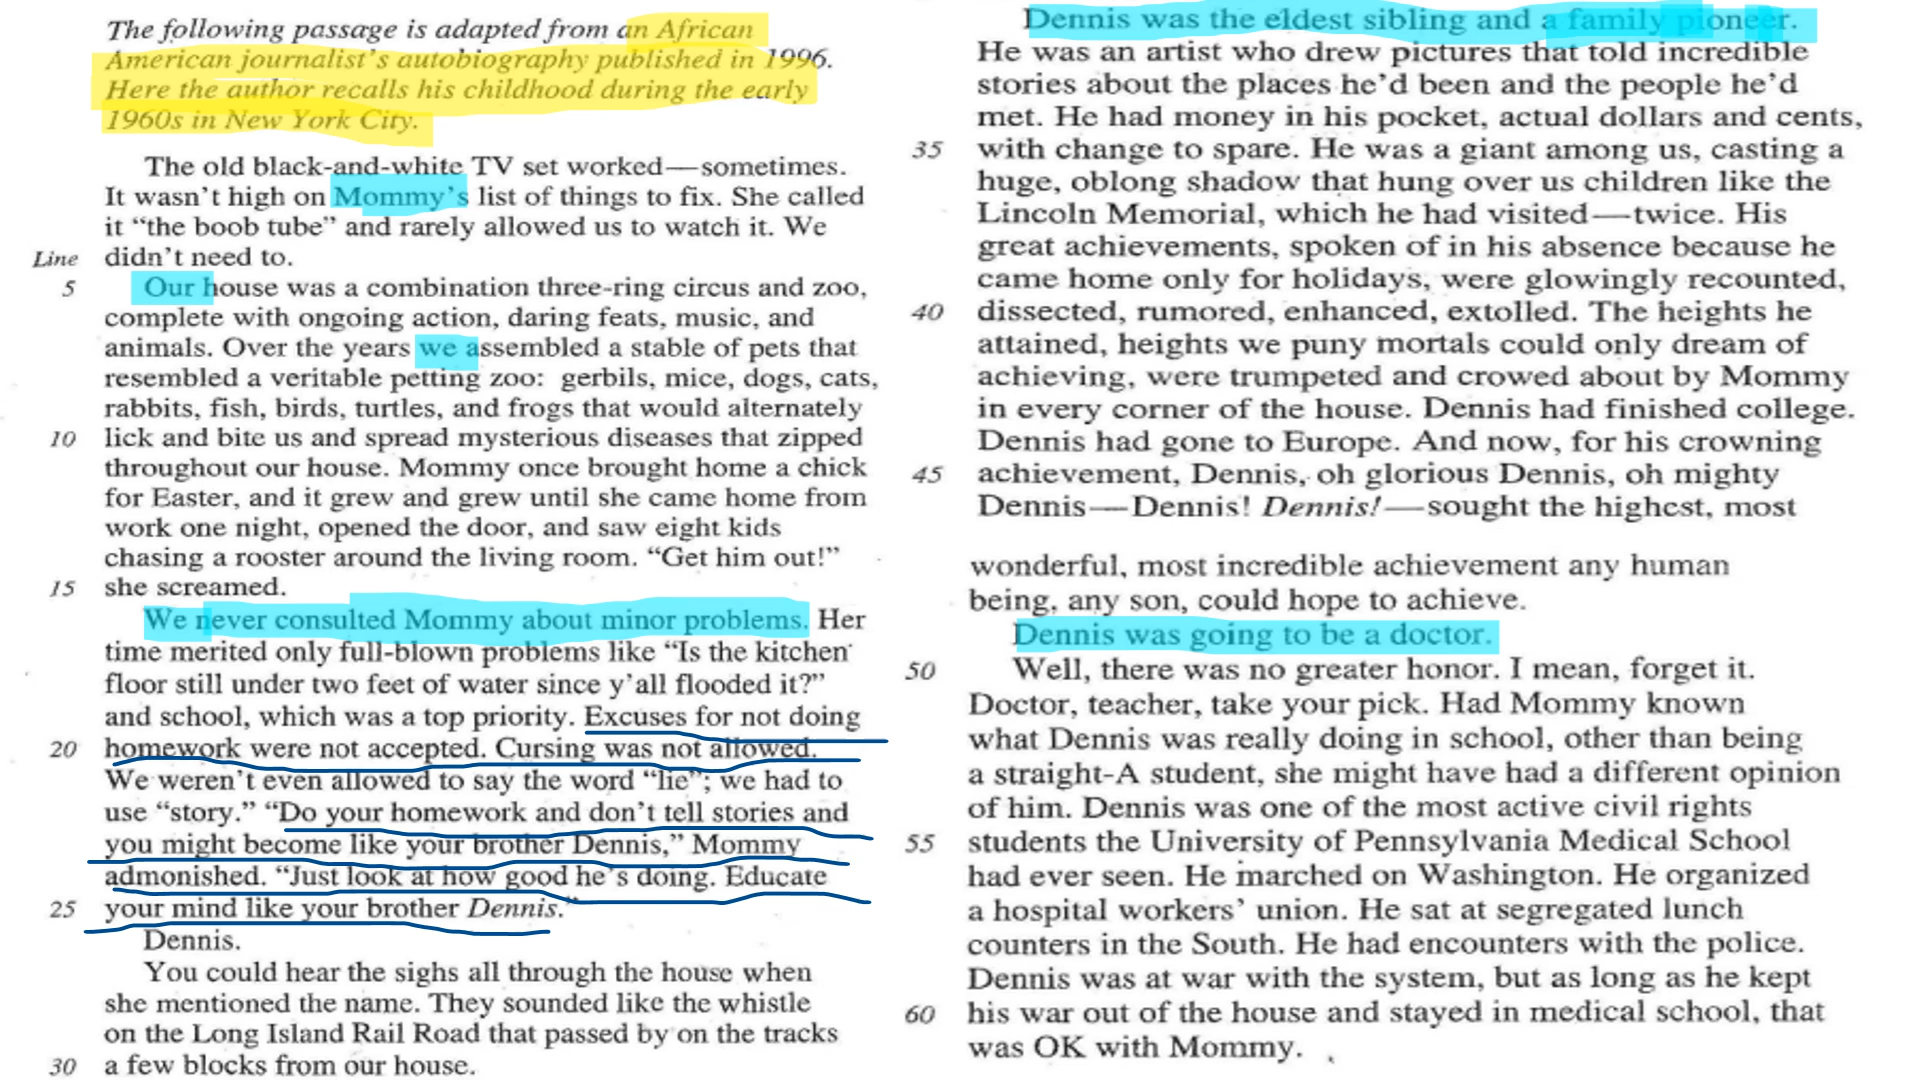 The following passage is adapted from an African
American journalist's autobiography published in 1996.
Here the author recalls his childhood during the early
1960s in New York City.
The old black-and-white TV set worked—sometimes.
It wasn't high on Mommy's list of things to fix. She called
it “the boob tube” and rarely allowed us to watch it. We
Line didn't need to.
5 Our house was a combination three-ring circus and zoo,
complete with ongoing action, daring feats, music, and
animals. Over the years we assembled a stable of pets that
resembled a veritable petting zoo: gerbils, mice, dogs, cats,
rabbits, fish, birds, turtles, and frogs that would alternately
10 lick and bite us and spread mysterious diseases that zipped
throughout our house. Mommy once brought home a chick
for Easter, and it grew and grew until she came home from
work one night, opened the door, and saw eight kids
chasing a rooster around the living room. “Get him out!”
15 she screamed.
We never consulted Mommy about minor problems. Her
time merited only full-blown problems like “Is the kitchen
floor still under two feet of water since y'all flooded it?”
and school, which was a top priority. Excuses for not doing
20 homework were not accepted. Cursing was not allowed.
We weren't even allowed to say the word “lie”; we had to
use “story.” “Do your homework and don't tell stories and
you might become like your brother Dennis,” Mommy
admonished. “Just look at how good he's doing. Educate
25 your mind like your brother Dennis.”
Dennis.
You could hear the sighs all through the house when
she mentioned the name. They sounded like the whistle
on the Long Island Rail Road that passed by on the tracks
30 a few blocks from our house.
Dennis was the eldest sibling and a family pioneer.
He was an artist who drew pictures that told incredible
stories about the places he'd been and the people he'd
met. He had money in his pocket, actual dollars and cents,
35 with change to spare. He was a giant among us, casting a
huge, oblong shadow that hung over us children like the
Lincoln Memorial, which he had visited—twice. His
great achievements, spoken of in his absence because he
came home only for holidays, were glowingly recounted,
40 dissected, rumored, enhanced, extolled. The heights he
attained, heights we puny mortals could only dream of
achieving, were trumpeted and crowed about by Mommy
in every corner of the house. Dennis had finished college.
Dennis had gone to Europe. And now, for his crowning
45 achievement, Dennis, oh glorious Dennis, oh mighty
Dennis—Dennis! Dennis!—sought the highest, most
wonderful, most incredible achievement any human
being, any son, could hope to achieve.
Dennis was going to be a doctor.
50 Well, there was no greater honor. I mean, forget it.
Doctor, teacher, take your pick. Had Mommy known
what Dennis was really doing in school, other than being
a straight-A student, she might have had a different opinion
of him. Dennis was one of the most active civil rights
55 students the University of Pennsylvania Medical School
had ever seen. He marched on Washington. He organized
a hospital workers' union. He sat at segregated lunch
counters in the South. He had encounters with the police.
Dennis was at war with the system, but as long as he kept
60 his war out of the house and stayed in medical school, that
was OK with Mommy.